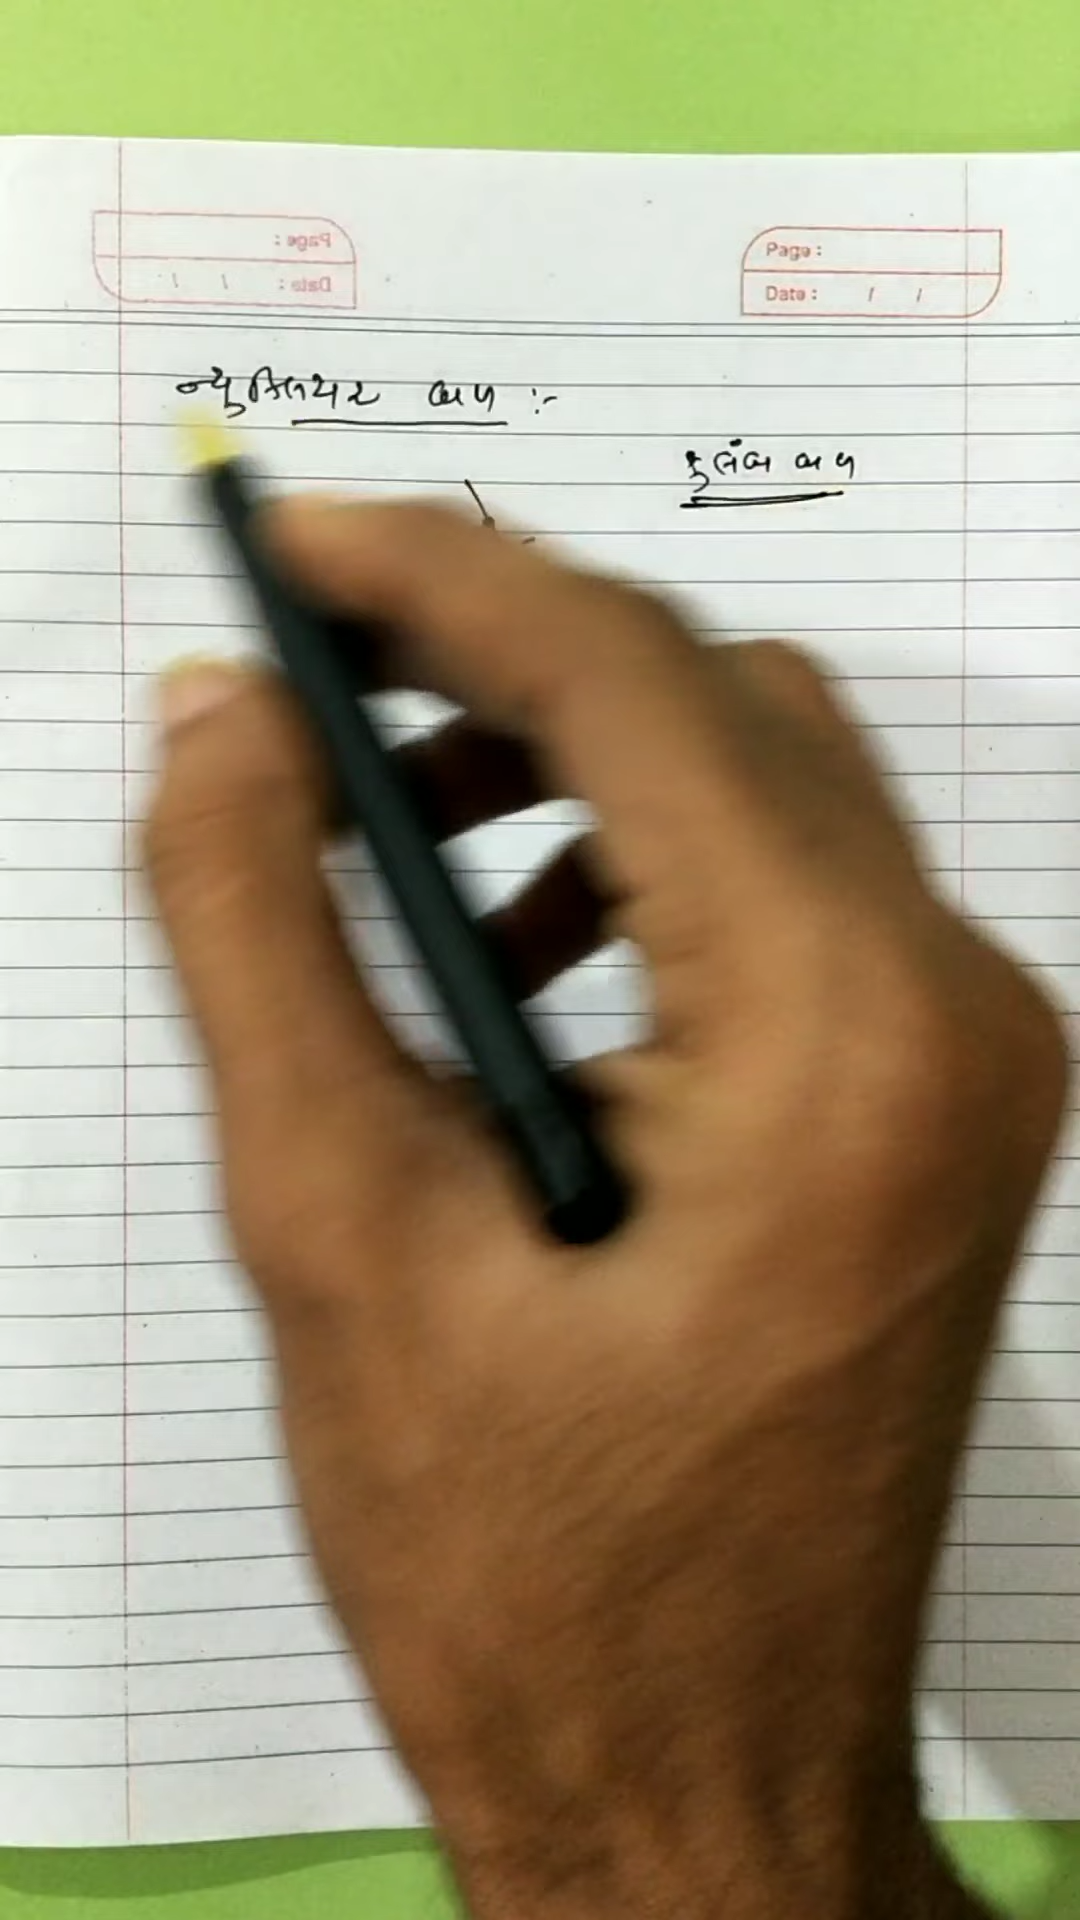 Page :
Date : / /
Page :
Date : / /
ન્યુક્લિયર બળ :-
કુલંબ બળ